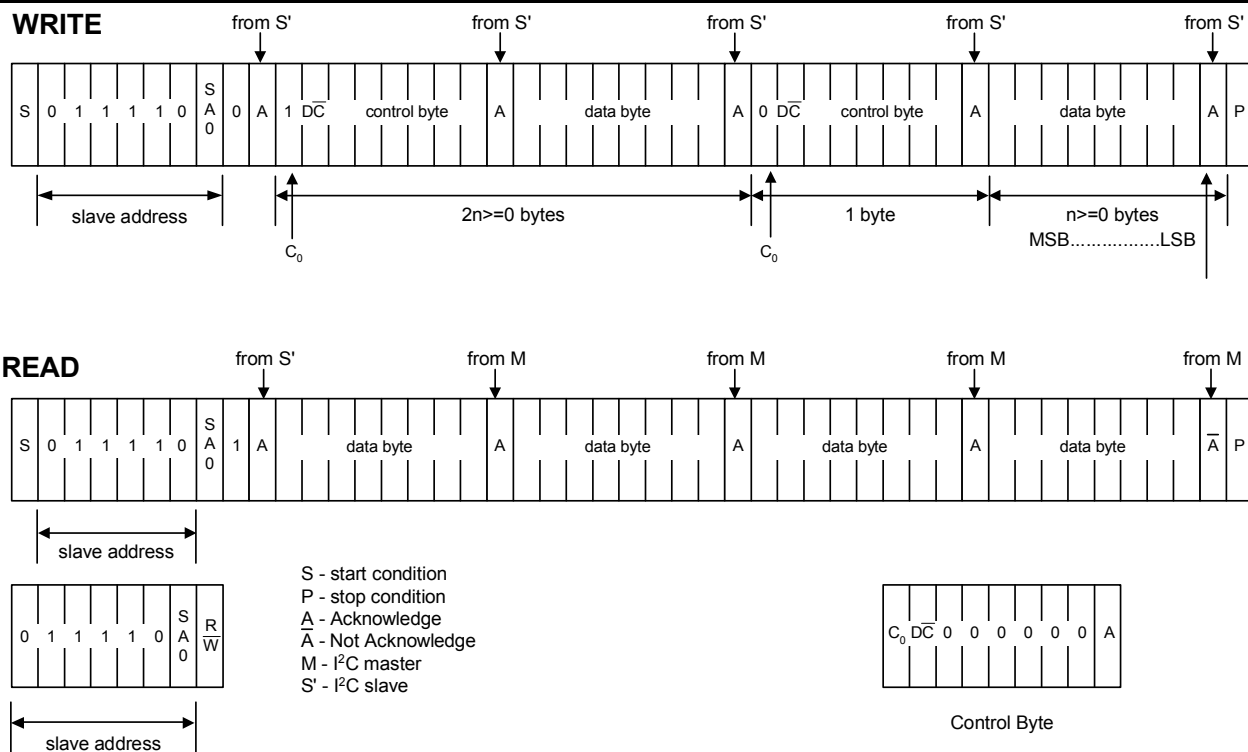 WRITE
from S' from S' from S' from S' from S'
S 0 1 1 1 1 0 SA0 0 A 1 DC̅ control byte A data byte A 0 DC̅ control byte A data byte A P
slave address 2n>=0 bytes 1 byte n>=0 bytes
MSB.................LSB
C₀ C₀
READ
from S' from M from M from M from M
S 0 1 1 1 1 0 SA0 1 A data byte A data byte A data byte A data byte A̅ P
slave address
0 1 1 1 1 0 SA0 R/W̅
slave address
S - start condition
P - stop condition
A - Acknowledge
A̅ - Not Acknowledge
M - I²C master
S' - I²C slave
C₀ DC̅ 0 0 0 0 0 0 A
Control Byte